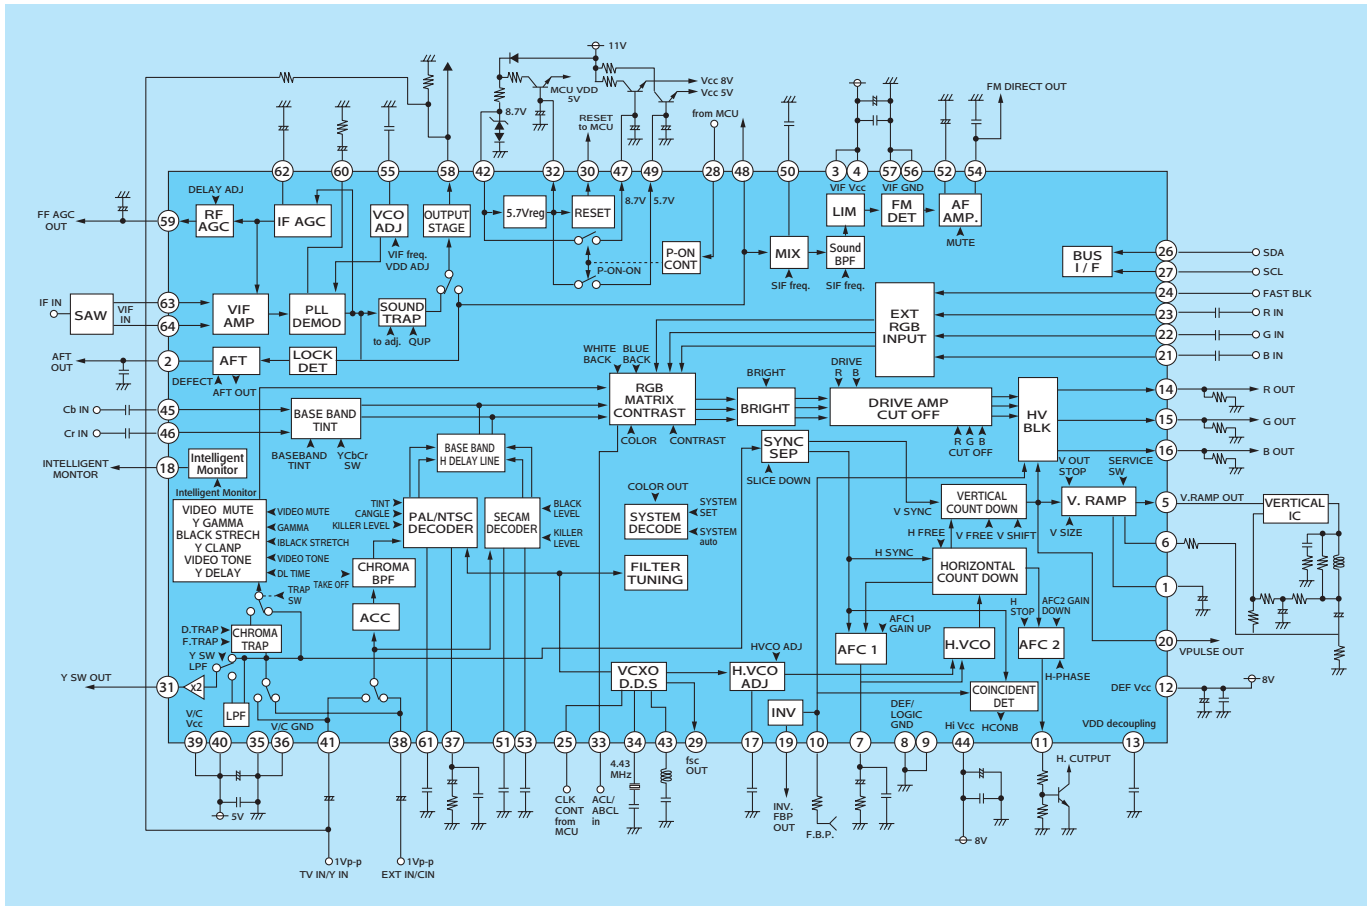 11V
Vcc 8V
Vcc 5V
MCU VDD
5V
8.7V
RESET
to MCU
from MCU
FM DIRECT OUT
62
60
55
58
42
32
30
47
49
28
48
50
3
4
57
56
52
54
VIF Vcc
VIF GND
DELAY ADJ
FF AGC
OUT
59
RF
AGC
IF AGC
VCO
ADJ
VIF freq.
VDD ADJ
OUTPUT
STAGE
5.7Vreg
RESET
8.7V
5.7V
P-ON-ON
P-ON
CONT
MIX
SIF freq.
LIM
Sound
BPF
SIF freq.
FM
DET
AF
AMP.
MUTE
BUS
I / F
26
SDA
27
SCL
24
FAST BLK
23
R IN
22
G IN
21
B IN
EXT
RGB
INPUT
IF IN
SAW
VIF
IN
63
64
VIF
AMP
PLL
DEMOD
SOUND
TRAP
to adj.
QUP
AFT
OUT
2
AFT
LOCK
DET
DEFECT
AFT OUT
WHITE
BACK
BLUE
BACK
RGB
MATRIX
CONTRAST
COLOR
CONTRAST
BRIGHT
BRIGHT
DRIVE
R B
DRIVE AMP
CUT OFF
R G B
CUT OFF
HV
BLK
14
R OUT
15
G OUT
16
B OUT
Cb IN
45
Cr IN
46
BASE BAND
TINT
BASEBAND
TINT
YCbCr
SW
BASE BAND
H DELAY LINE
SYNC
SEP
SLICE DOWN
INTELLIGENT
MONTOR
18
Intelligent
Monitor
Intelligent Monitor
VIDEO MUTE
Y GAMMA
BLACK STRECH
Y CLANP
VIDEO TONE
Y DELAY
VIDEO MUTE
GAMMA
IBLACK STRETCH
VIDEO TONE
DL TIME
TRAP
SW
TINT
CANGLE
KILLER LEVEL
PAL/NTSC
DECODER
SECAM
DECODER
BLACK
LEVEL
KILLER
LEVEL
COLOR OUT
SYSTEM
DECODE
SYSTEM
SET
SYSTEM
auto
FILTER
TUNING
V SYNC
VERTICAL
COUNT DOWN
H FREE
V FREE
V SHIFT
V OUT
STOP
SERVICE
SW
V. RAMP
V SIZE
5
V.RAMP OUT
VERTICAL
IC
6
1
20
VPULSE OUT
H SYNC
HORIZONTAL
COUNT DOWN
TAKE OFF
CHROMA
BPF
ACC
D.TRAP
F.TRAP
CHROMA
TRAP
Y SW
LPF
LPF
Y SW OUT
31
x2
AFC1
GAIN UP
AFC 1
H.VCO
H
STOP
AFC2 GAIN
DOWN
AFC 2
H-PHASE
VCXO
D.D.S
HVCO ADJ
H.VCO
ADJ
COINCIDENT
DET
HCONB
INV
DEF Vcc
12
8V
V/C
Vcc
V/C GND
DEF/
LOGIC
GND
Hi Vcc
VDD decoupling
39
40
35
36
41
38
61
37
51
53
25
33
34
43
29
17
19
10
7
8
9
44
11
13
fsc
OUT
4.43
MHz
CLK
CONT
from
MCU
ACL/
ABCL
in
INV.
FBP
OUT
F.B.P.
H. CUTPUT
8V
5V
1Vp-p
TV IN/Y IN
1Vp-p
EXT IN/CIN